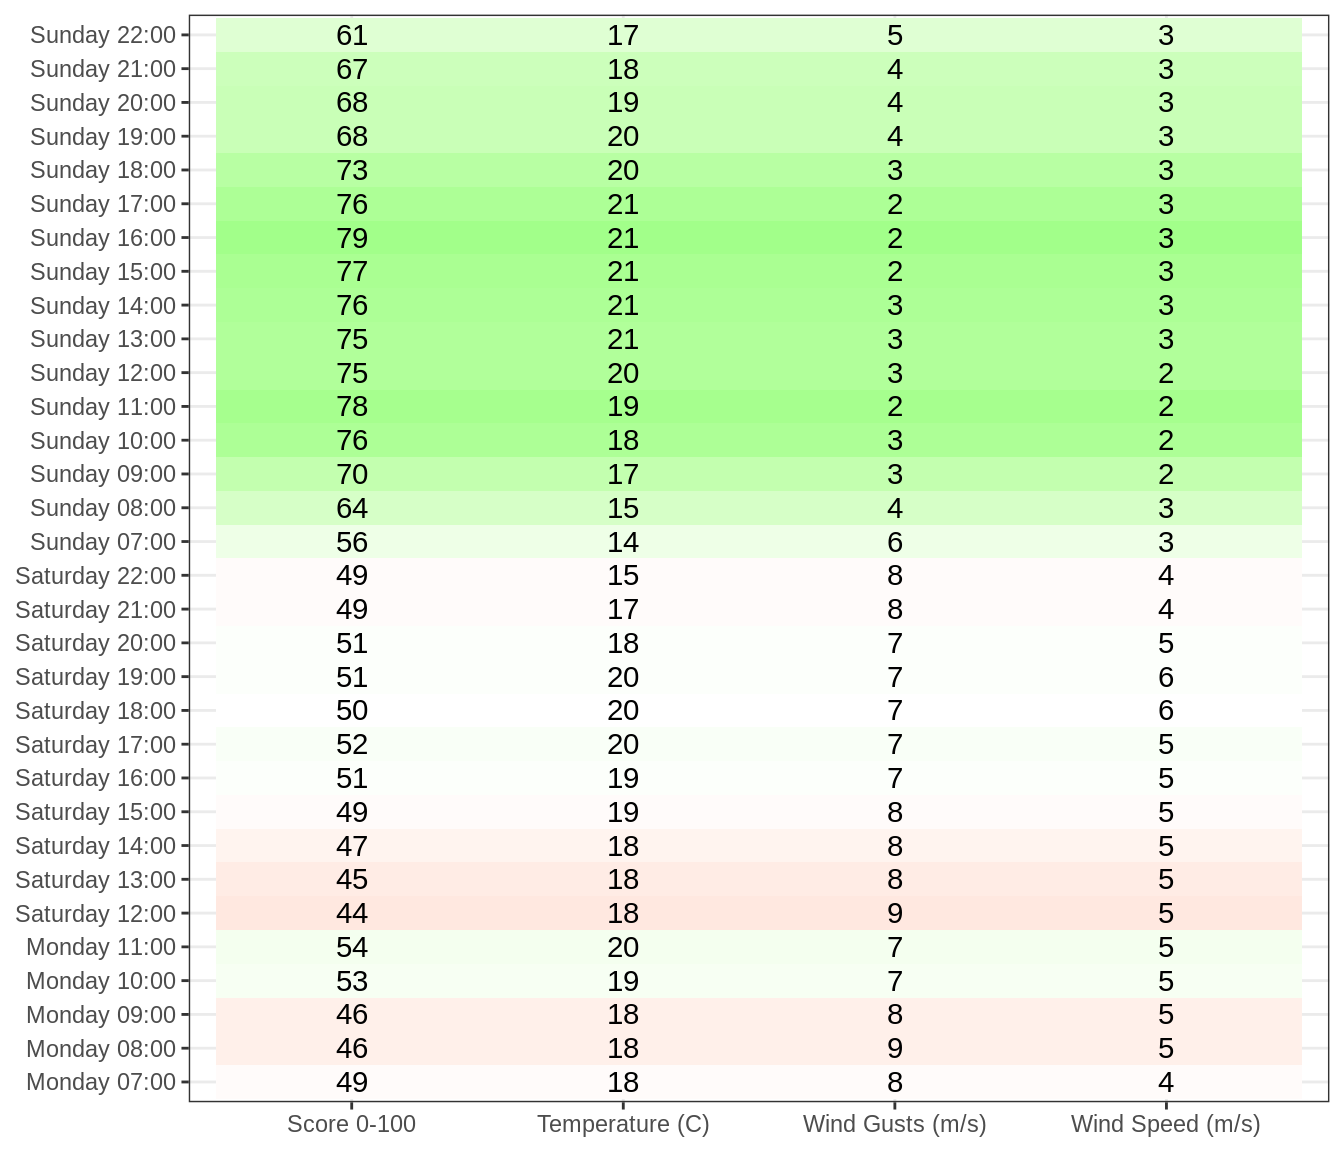 Sunday 22:00 61 17 5 3
Sunday 21:00 67 18 4 3
Sunday 20:00 68 19 4 3
Sunday 19:00 68 20 4 3
Sunday 18:00 73 20 3 3
Sunday 17:00 76 21 2 3
Sunday 16:00 79 21 2 3
Sunday 15:00 77 21 2 3
Sunday 14:00 76 21 3 3
Sunday 13:00 75 21 3 3
Sunday 12:00 75 20 3 2
Sunday 11:00 78 19 2 2
Sunday 10:00 76 18 3 2
Sunday 09:00 70 17 3 2
Sunday 08:00 64 15 4 3
Sunday 07:00 56 14 6 3
Saturday 22:00 49 15 8 4
Saturday 21:00 49 17 8 4
Saturday 20:00 51 18 7 5
Saturday 19:00 51 20 7 6
Saturday 18:00 50 20 7 6
Saturday 17:00 52 20 7 5
Saturday 16:00 51 19 7 5
Saturday 15:00 49 19 8 5
Saturday 14:00 47 18 8 5
Saturday 13:00 45 18 8 5
Saturday 12:00 44 18 9 5
Monday 11:00 54 20 7 5
Monday 10:00 53 19 7 5
Monday 09:00 46 18 8 5
Monday 08:00 46 18 9 5
Monday 07:00 49 18 8 4
Score 0-100 Temperature (C) Wind Gusts (m/s) Wind Speed (m/s)